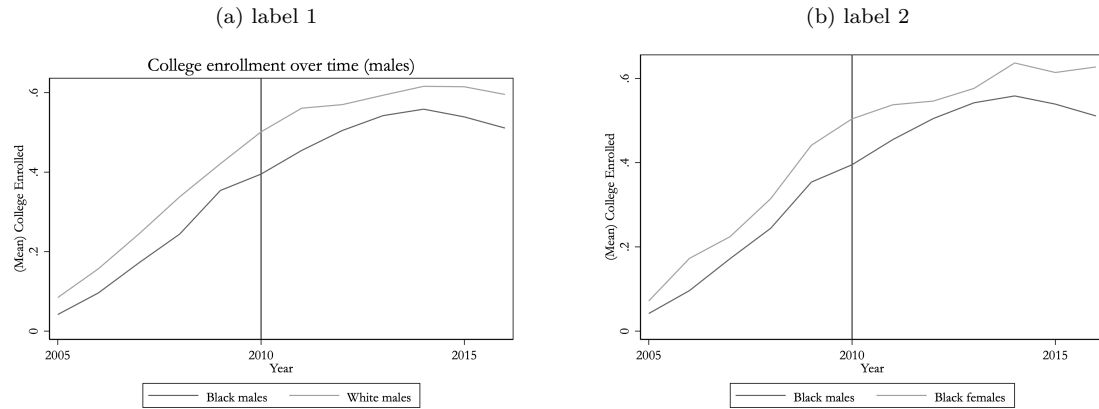 (a) label 1
College enrollment over time (males)
(Mean) College Enrolled
0
.2
.4
.6
2005
2010
2015
Year
Black males
White males
(b) label 2
(Mean) College Enrolled
0
.2
.4
.6
2005
2010
2015
Year
Black males
Black females